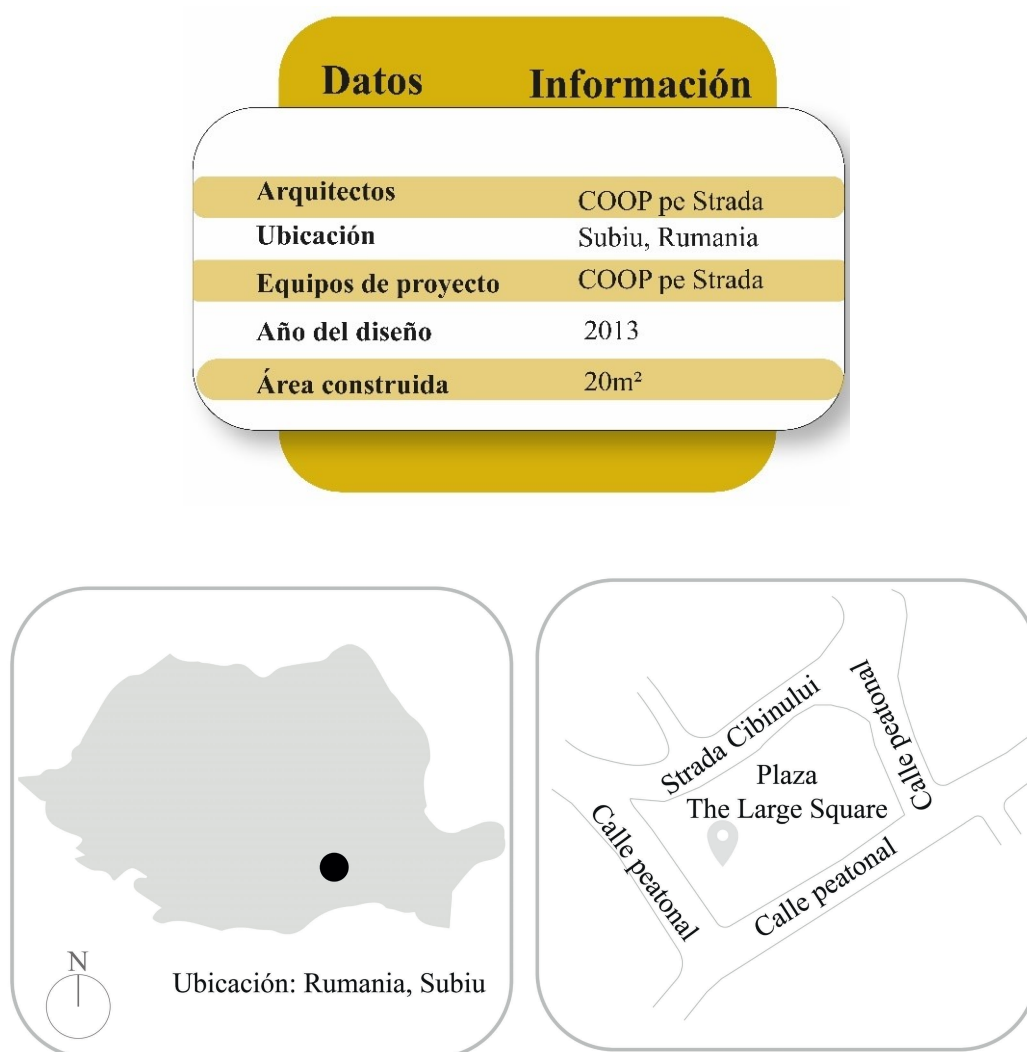 Datos Información
Arquitectos COOP pe Strada
Ubicación Subiu, Rumania
Equipos de proyecto COOP pe Strada
Año del diseño 2013
Área construida 20m²
N
Ubicación: Rumania, Subiu
Strada Cibinului
Calle peatonal
Plaza
The Large Square
Calle peatonal
Calle peatonal